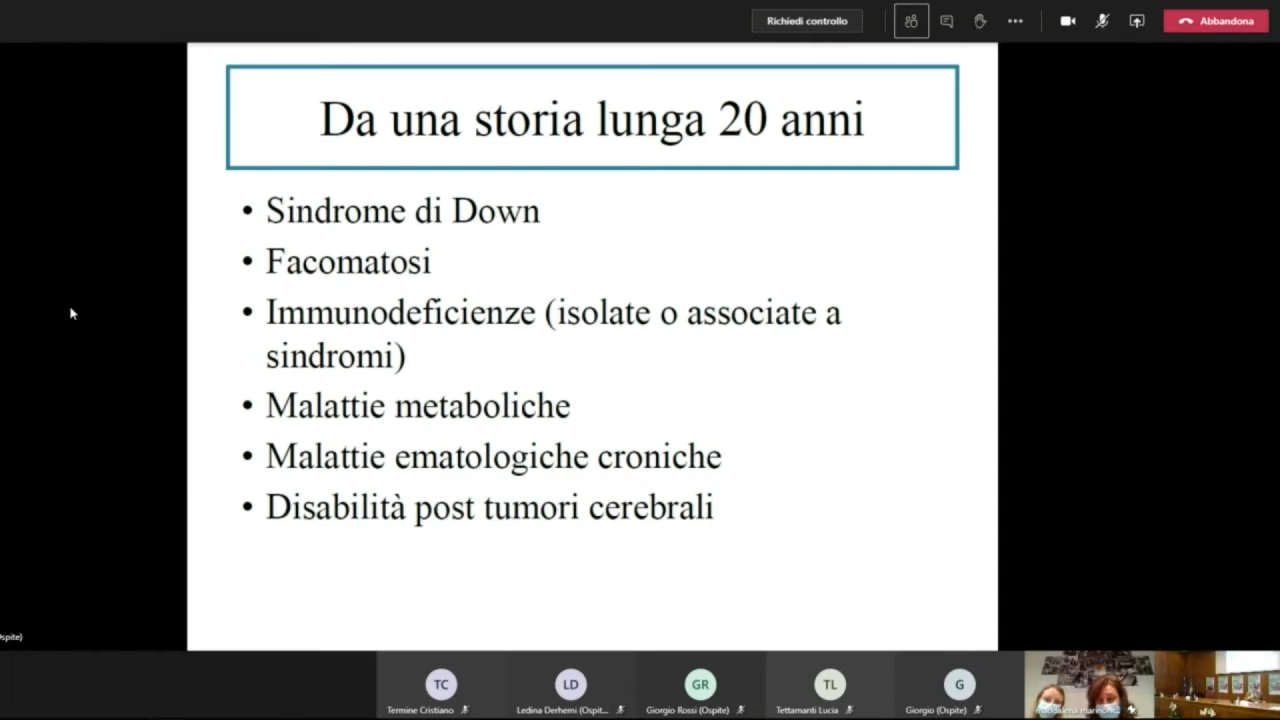 Richiedi controllo
Abbandona
Da una storia lunga 20 anni
• Sindrome di Down
• Facomatosi
• Immunodeficienze (isolate o associate a
sindromi)
• Malattie metaboliche
• Malattie ematologiche croniche
• Disabilità post tumori cerebrali
TC
LD
GR
TL
G
Termine Cristiano
Ledina Derhemi (Ospit...
Giorgio Rossi (Ospite)
Tettamanti Lucia
Giorgio (Ospite)